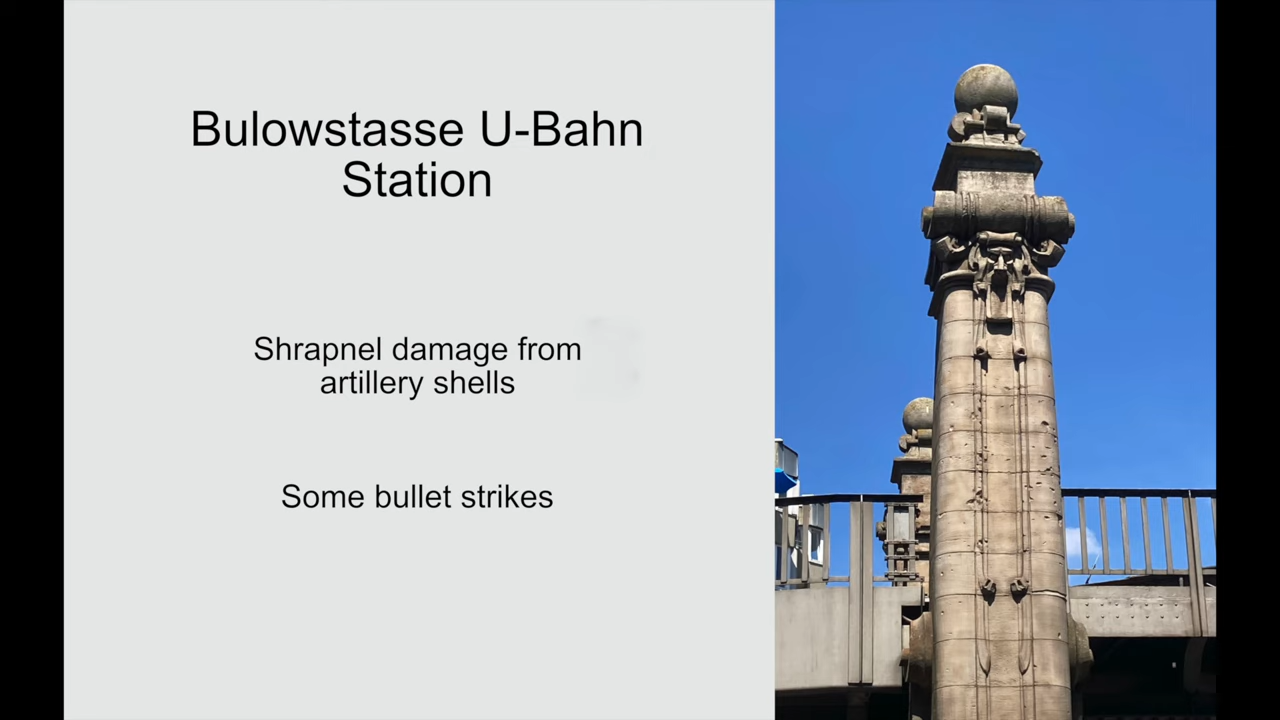 Bulowstasse U-Bahn
Station
Shrapnel damage from
artillery shells
Some bullet strikes